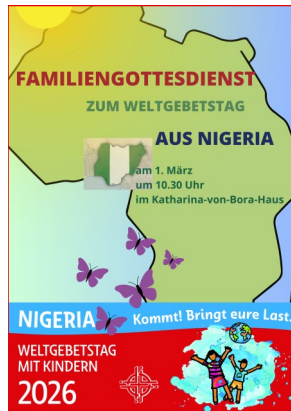 FAMILIENGOTTESDIENST
ZUM WELTGEBETSTAG
AUS NIGERIA
am 1. März
um 10.30 Uhr
im Katharina-von-Bora-Haus
NIGERIA
Kommt! Bringt eure Last.
WELTGEBETSTAG
MIT KINDERN
2026